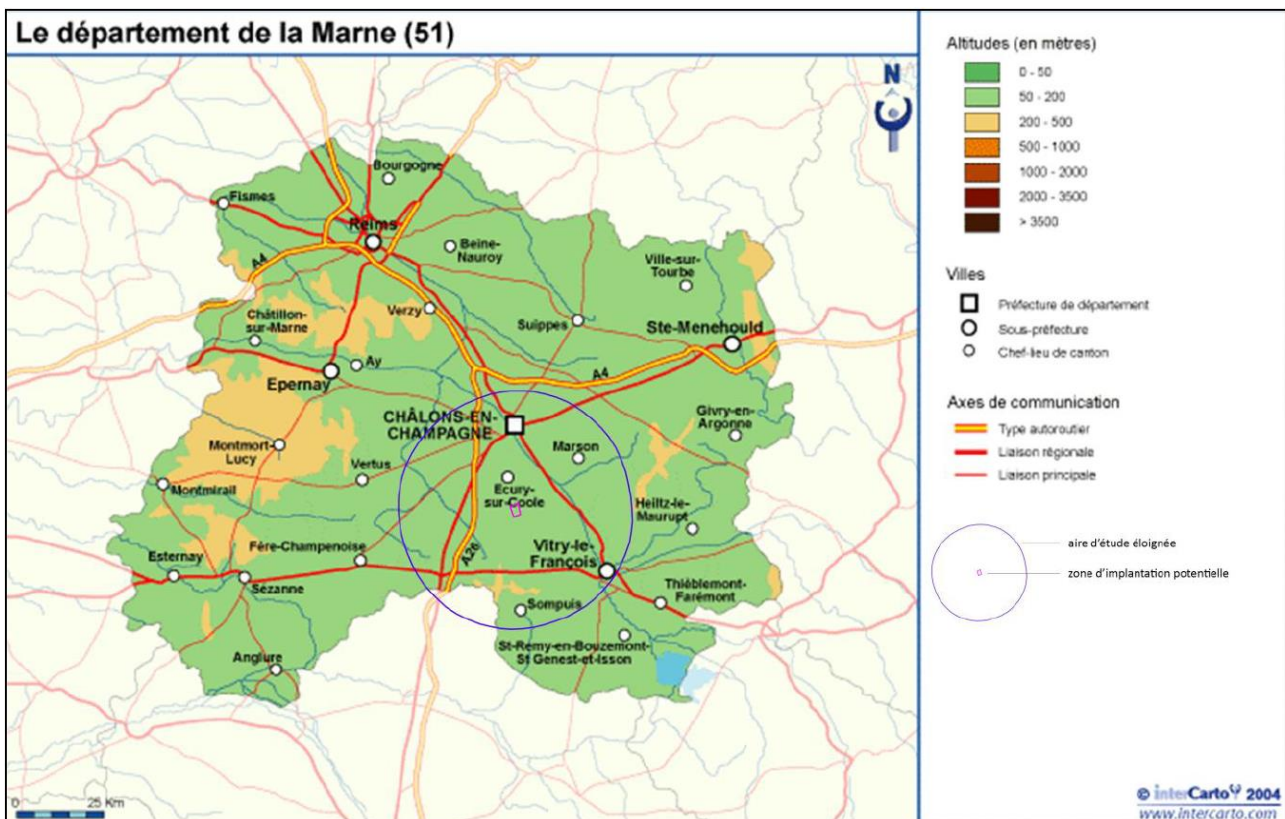 Le département de la Marne (51)
N
Bourgogne
Fismes
Reims
Beine-
Nauroy
Ville-sur-
Tourbe
A4
Châtillon-
sur-Marne
Verzy
Suippes
Ste-Menehould
Ay
Epernay
A4
CHÂLONS-EN-
CHAMPAGNE
Givry-en-
Argonne
Montmort-
Lucy
Marson
Vertus
Montmirail
Ecury-
sur-Coole
Heiltz-le-
Maurupt
Esternay
Fère-Champenoise
A26
Vitry-le-
François
Sézanne
Thiéblemont-
Farémont
Sompuis
St-Remy-en-Bouzemont-
St Genest-et-Isson
Anglure
0 25 Km
Altitudes (en mètres)
0 - 50
50 - 200
200 - 500
500 - 1000
1000 - 2000
2000 - 3500
> 3500
Villes
Préfecture de département
Sous-préfecture
Chef-lieu de canton
Axes de communication
Type autoroutier
Liaison régionale
Liaison principale
aire d'étude éloignée
zone d'implantation potentielle
© interCarto 2004
www.intercarto.com